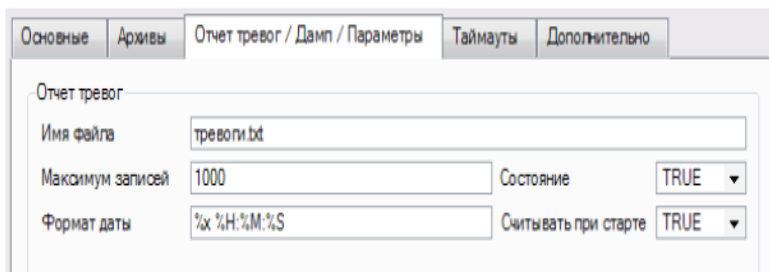 Основные Архивы Отчет тревог / Дамп / Параметры Таймауты Дополнительно
Отчет тревог
Имя файла тревоги.txt
Максимум записей 1000 Состояние TRUE
Формат даты %x %H:%M:%S Считывать при старте TRUE